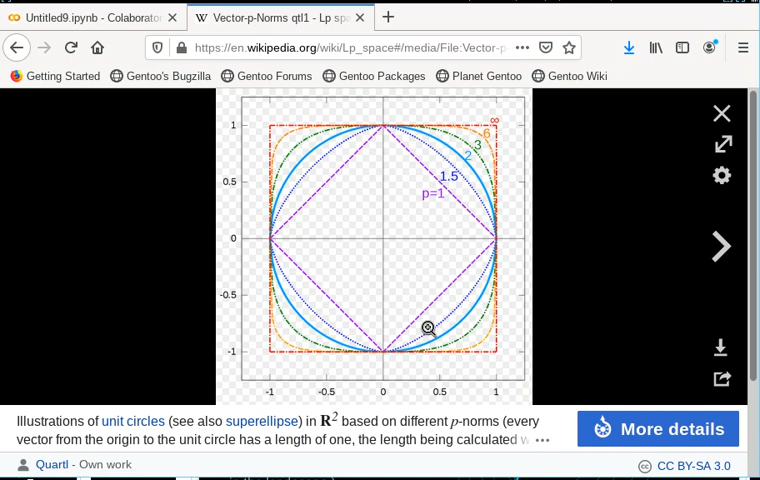 Untitled9.ipynb - Colaborator
Vector-p-Norms qtl1 - Lp spa
https://en.wikipedia.org/wiki/Lp_space#/media/File:Vector-p-
Getting Started
Gentoo's Bugzilla
Gentoo Forums
Gentoo Packages
Planet Gentoo
Gentoo Wiki
∞
6
3
2
1.5
p=1
1
0.5
0
-0.5
-1
-1 -0.5 0 0.5 1
Illustrations of unit circles (see also superellipse) in R² based on different p-norms (every
vector from the origin to the unit circle has a length of one, the length being calculated w
More details
Quartl - Own work
CC BY-SA 3.0